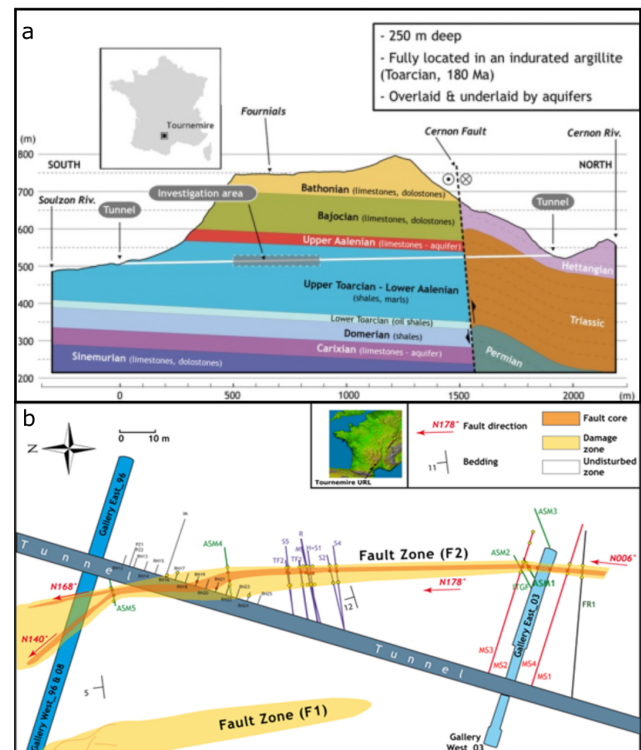 a
- 250 m deep
- Fully located in an indurated argillite
(Toarcian, 180 Ma)
- Overlaid & underlaid by aquifers
Tournemire
Fournials
Cernon Fault
Cernon Riv.
(m)
SOUTH
NORTH
800
700
600
500
400
300
Soulzon Riv.
Tunnel
Investigation area
Tunnel
Bathonian (limestones, dolostones)
Bajocian (limestones, dolostones)
Upper Aalenian (limestones - aquifer)
Hettangian
Upper Toarcian - Lower Aalenian
(shales, marls)
Triassic
Lower Toarcian (oil shales)
Domerian (shales)
Carixian (limestones - aquifer)
Permian
Sinemurian (limestones, dolostones)
0
500
1000
1500
2000
(m)
b
N
0 10 m
Tournemire URL
N178°
Fault direction
11
Bedding
Fault core
Damage
zone
Undisturbed
zone
Gallery East_96
Tunnel
ASM4
S5
R
S4
TF2
S2
ASM3
ASM2
ASM1
Fault Zone (F2)
N006°
N168°
N178°
N140°
ASM5
12
Gallery East_03
FR1
MS3
MS2
MS4
MS1
Tunnel
5
Gallery West_96 & 08
Fault Zone (F1)
Gallery
West_03